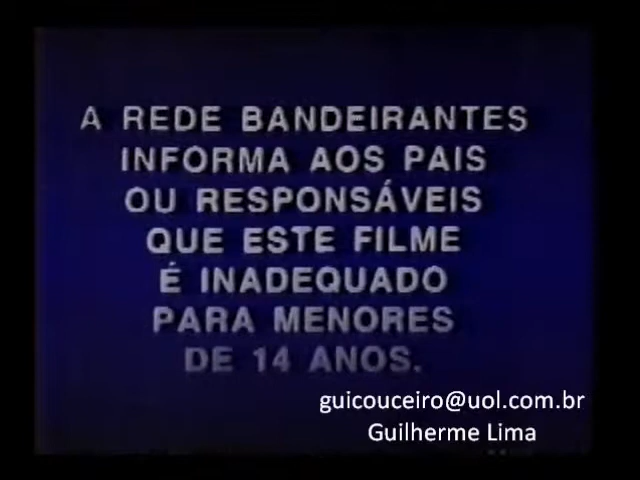 A REDE BANDEIRANTES
INFORMA AOS PAIS
OU RESPONSÁVEIS
QUE ESTE FILME
É INADEQUADO
PARA MENORES
DE 14 ANOS.
guicouceiro@uol.com.br
Guilherme Lima